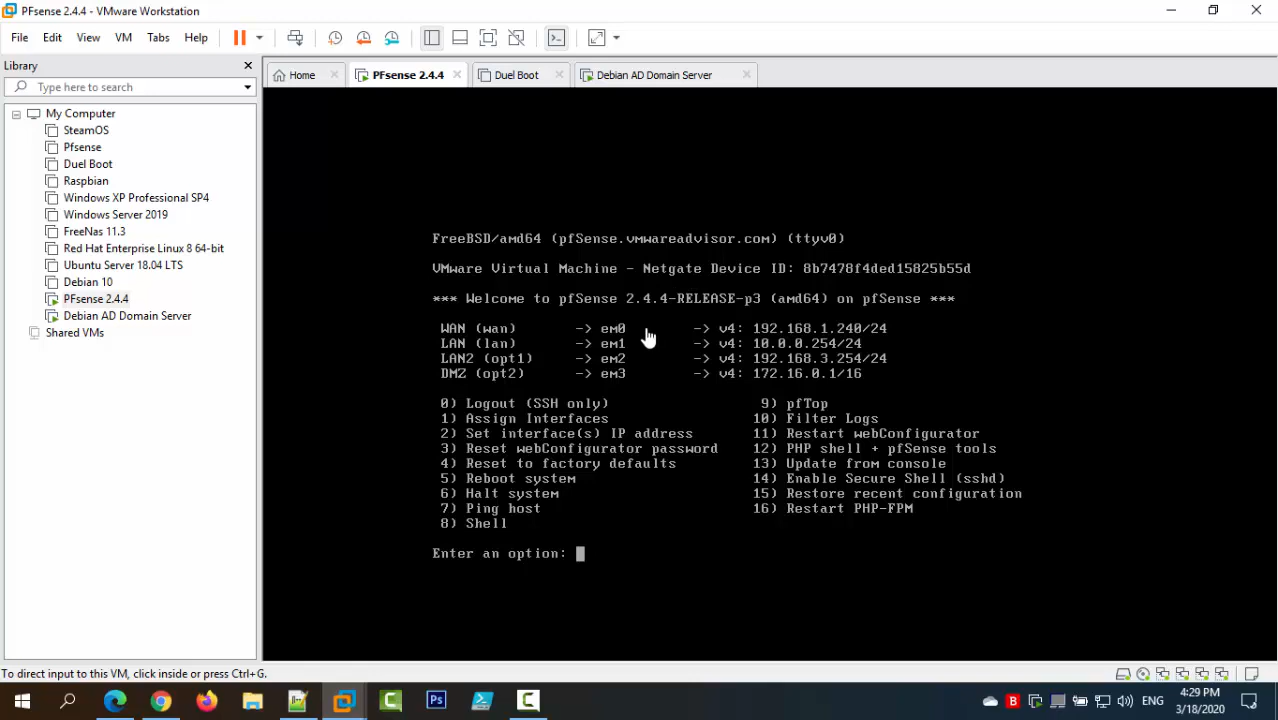 PFsense 2.4.4 - VMware Workstation
File Edit View VM Tabs Help
Library
Type here to search
My Computer
SteamOS
Pfsense
Duel Boot
Raspbian
Windows XP Professional SP4
Windows Server 2019
FreeNas 11.3
Red Hat Enterprise Linux 8 64-bit
Ubuntu Server 18.04 LTS
Debian 10
PFsense 2.4.4
Debian AD Domain Server
Shared VMs
Home PFsense 2.4.4 Duel Boot Debian AD Domain Server
FreeBSD/amd64 (pfSense.vmwareadvisor.com) (ttyv0)
VMware Virtual Machine - Netgate Device ID: 8b7478f4ded15825b55d
*** Welcome to pfSense 2.4.4-RELEASE-p3 (amd64) on pfSense ***
WAN (wan) -> em0 -> v4: 192.168.1.240/24
LAN (lan) -> em1 -> v4: 10.0.0.254/24
LAN2 (opt1) -> em2 -> v4: 192.168.3.254/24
DMZ (opt2) -> em3 -> v4: 172.16.0.1/16
0) Logout (SSH only) 9) pfTop
1) Assign Interfaces 10) Filter Logs
2) Set interface(s) IP address 11) Restart webConfigurator
3) Reset webConfigurator password 12) PHP shell + pfSense tools
4) Reset to factory defaults 13) Update from console
5) Reboot system 14) Enable Secure Shell (sshd)
6) Halt system 15) Restore recent configuration
7) Ping host 16) Restart PHP-FPM
8) Shell
Enter an option:
To direct input to this VM, click inside or press Ctrl+G.
Ps B ENG 4:29 PM
3/18/2020